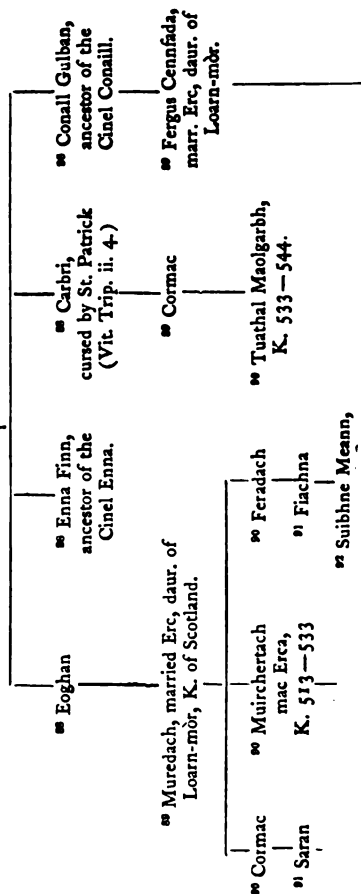 88 Eoghan
88 Enna Finn,
ancestor of the
Cinel Enna.
88 Carbri,
cursed by St. Patrick
(Vit. Trip. ii. 4.)
88 Conall Gulban,
ancestor of the
Cinel Conaill.
89 Muredach, married Erc, daur. of
Loarn-mòr, K. of Scotland.
89 Cormac
89 Fergus Cennfada,
marr. Erc, daur. of
Loarn-mòr.
90 Cormac
90 Muirchertach
mac Erca,
K. 513—533
90 Feradach
90 Tuathal Maolgarbh,
K. 533—544.
91 Saran
91 Fiachna
92 Suibhne Meann,